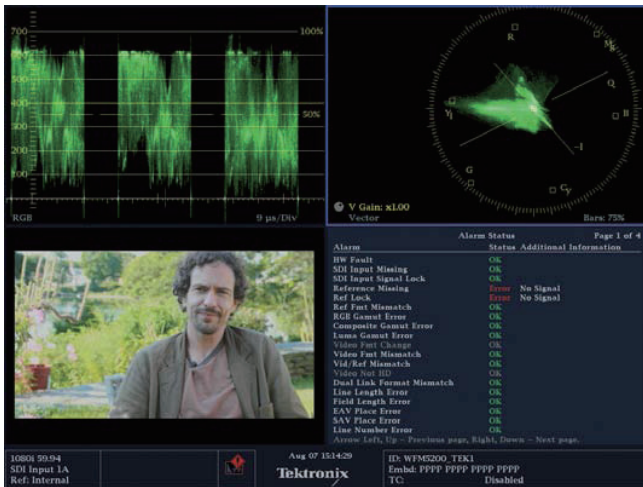 700
600
500
400
300
200
100
100%
50%
RGB
9 µs/Div
R
Mg
Q
B
Yl
-I
G
Cy
V Gain: x1.00
Vector
Bars: 75%
Alarm Status Page 1 of 4
Alarm Status Additional Information
HW Fault OK
SDI Input Missing OK
SDI Input Signal Lock OK
Reference Missing Error No Signal
Ref Lock Error No Signal
Ref Fmt Mismatch OK
RGB Gamut Error OK
Composite Gamut Error OK
Luma Gamut Error OK
Video Fmt Change OK
Video Fmt Mismatch OK
Vid/Ref Mismatch OK
Video Not HD OK
Dual Link Format Mismatch OK
Line Length Error OK
Field Length Error OK
EAV Place Error OK
SAV Place Error OK
Line Number Error OK
Arrow Left, Up - Previous page, Right, Down - Next page.
1080i 59.94
SDI Input 1A
Ref: Internal
Aug 07 15:14:29
Tektronix
ID: WFM5200_TEK1
Embd: PPPP PPPP PPPP PPPP
TC: Disabled